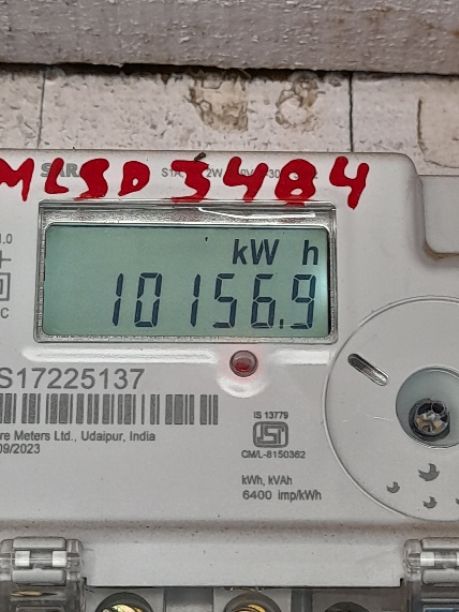 MLSD 3484
kW h
10156.9
S17225137
IS 13779
re Meters Ltd., Udaipur, India
09/2023
CM/L-8150362
kWh, kVAh
6400 imp/kWh